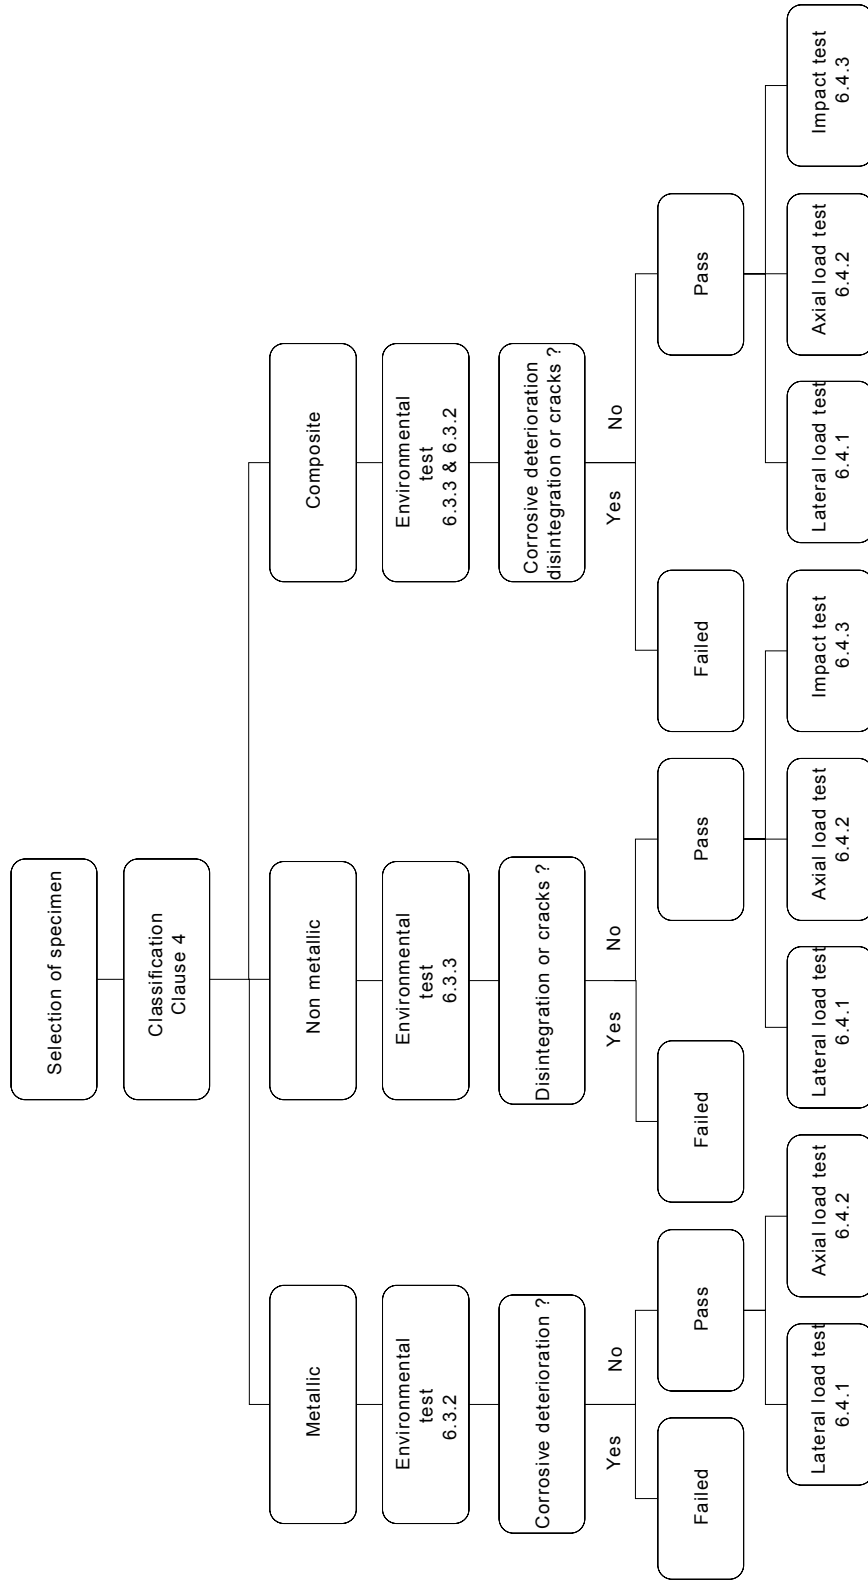 Selection of specimen
Classification
Clause 4
Metallic
Non metallic
Composite
Environmental
test
6.3.2
Environmental
test
6.3.3
Environmental
test
6.3.3 & 6.3.2
Corrosive deterioration ?
Disintegration or cracks ?
Corrosive deterioration
disintegration or cracks ?
Yes
No
Yes
No
Yes
No
Failed
Pass
Failed
Pass
Failed
Pass
Lateral load test
6.4.1
Axial load test
6.4.2
Lateral load test
6.4.1
Axial load test
6.4.2
Impact test
6.4.3
Lateral load test
6.4.1
Axial load test
6.4.2
Impact test
6.4.3